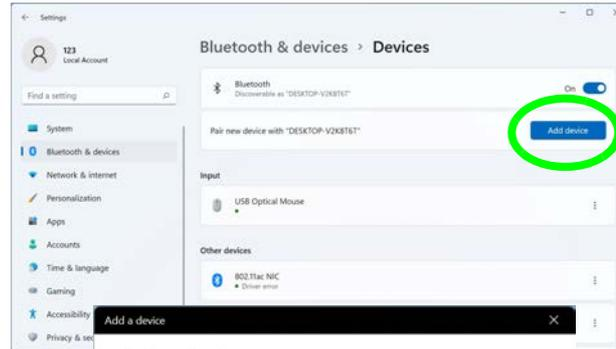 Settings
123
Local Account
Find a setting
System
Bluetooth & devices
Network & internet
Personalization
Apps
Accounts
Time & language
Gaming
Accessibility
Privacy & sec
Bluetooth & devices > Devices
Bluetooth
Discoverable as "DESKTOP-V2K8T6T"
On
Pair new device with "DESKTOP-V2K8T6T"
Add device
Input
USB Optical Mouse
Other devices
802.11ac NIC
Driver error
Add a device